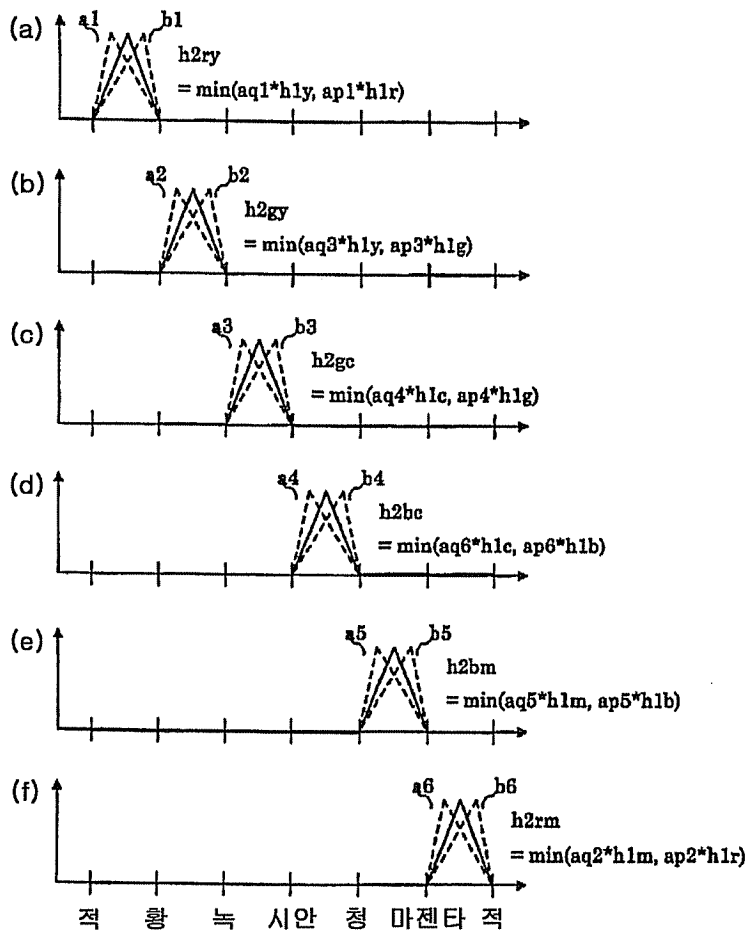 (a)
a1 b1
h2ry
= min(aq1*h1y, ap1*h1r)
(b)
a2 b2
h2gy
= min(aq3*h1y, ap3*h1g)
(c)
a3 b3
h2gc
= min(aq4*h1c, ap4*h1g)
(d)
a4 b4
h2bc
= min(aq6*h1c, ap6*h1b)
(e)
a5 b5
h2bm
= min(aq5*h1m, ap5*h1b)
(f)
a6 b6
h2rm
= min(aq2*h1m, ap2*h1r)
적 황 녹 시안 청 마젠타 적